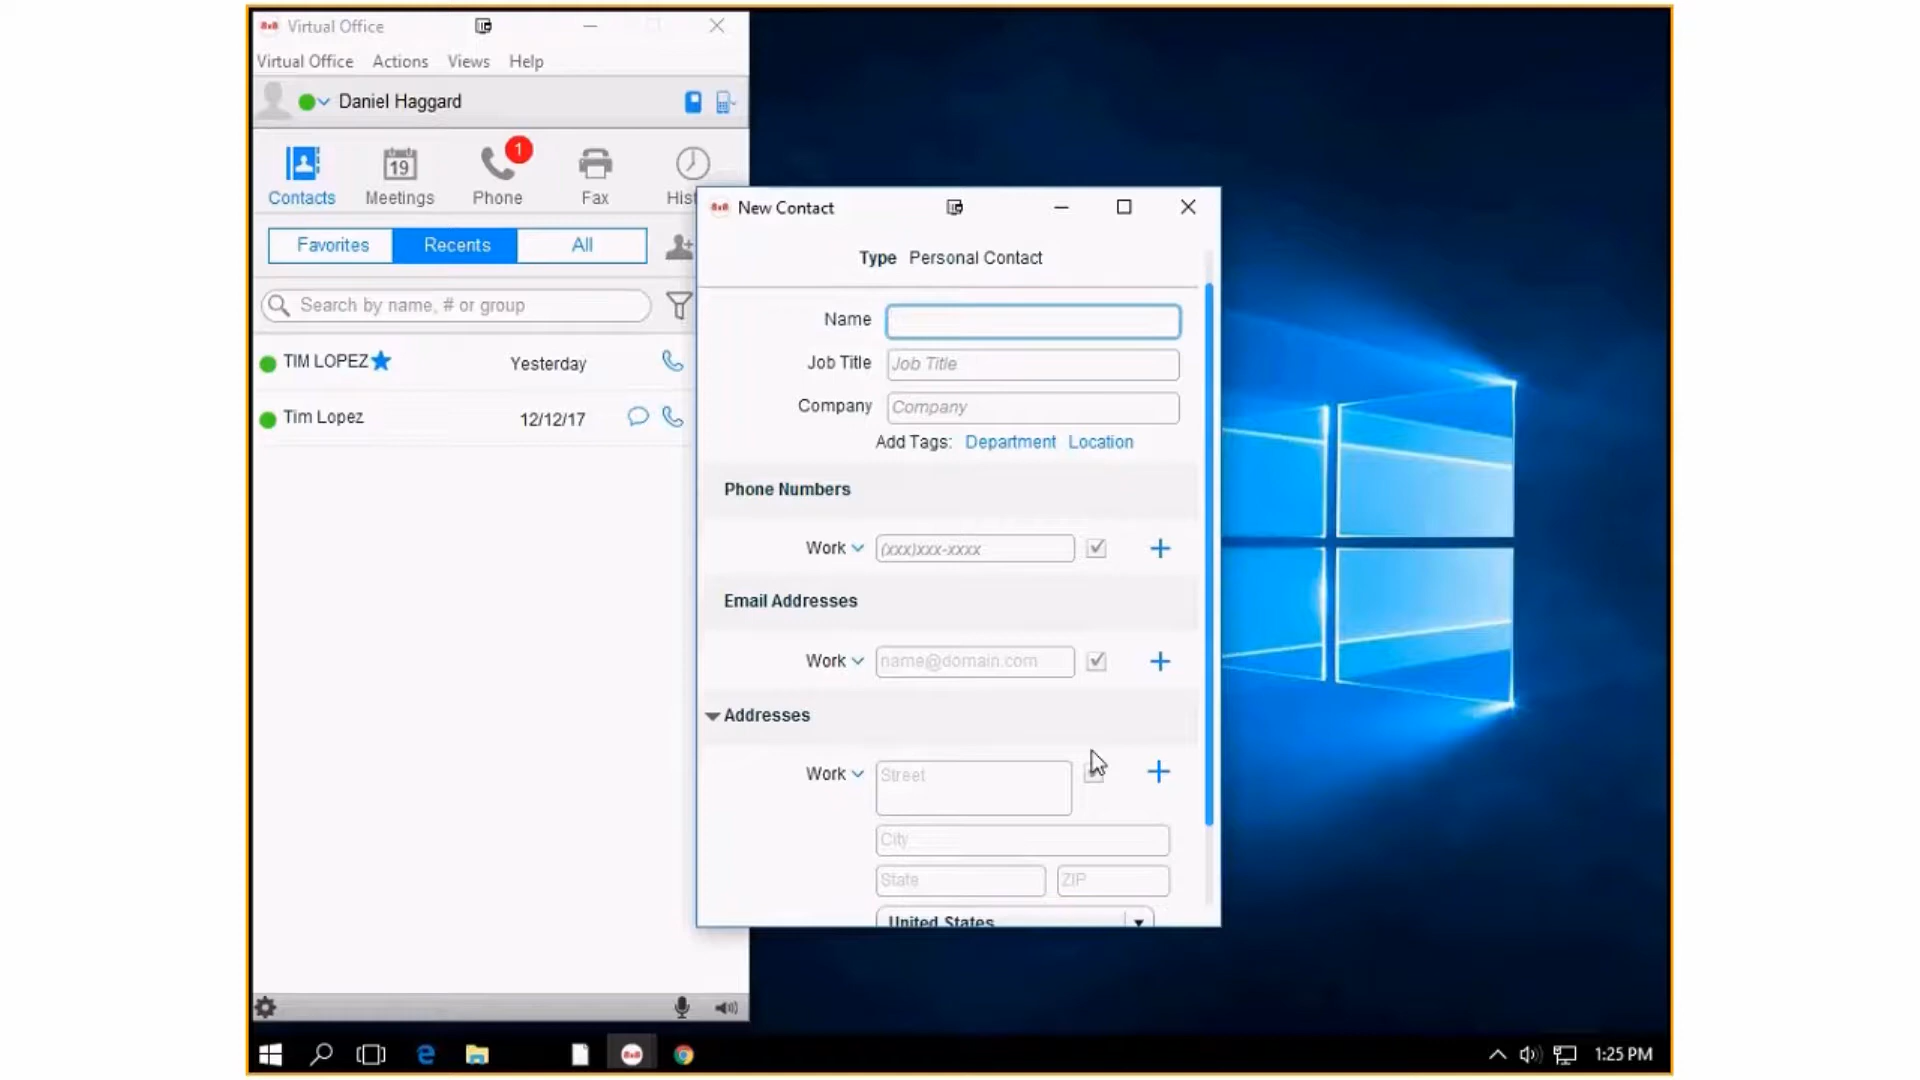 8x8 Virtual Office
Virtual Office Actions Views Help
Daniel Haggard
19
1
Contacts Meetings Phone Fax Hist
Favorites Recents All
Search by name, # or group
TIM LOPEZ Yesterday
Tim Lopez 12/12/17
8x8 New Contact
Type Personal Contact
Name
Job Title Job Title
Company Company
Add Tags: Department Location
Phone Numbers
Work (xxx)xxx-xxxx
Email Addresses
Work name@domain.com
Addresses
Work Street
City
State ZIP
United States
8x8
1:25 PM